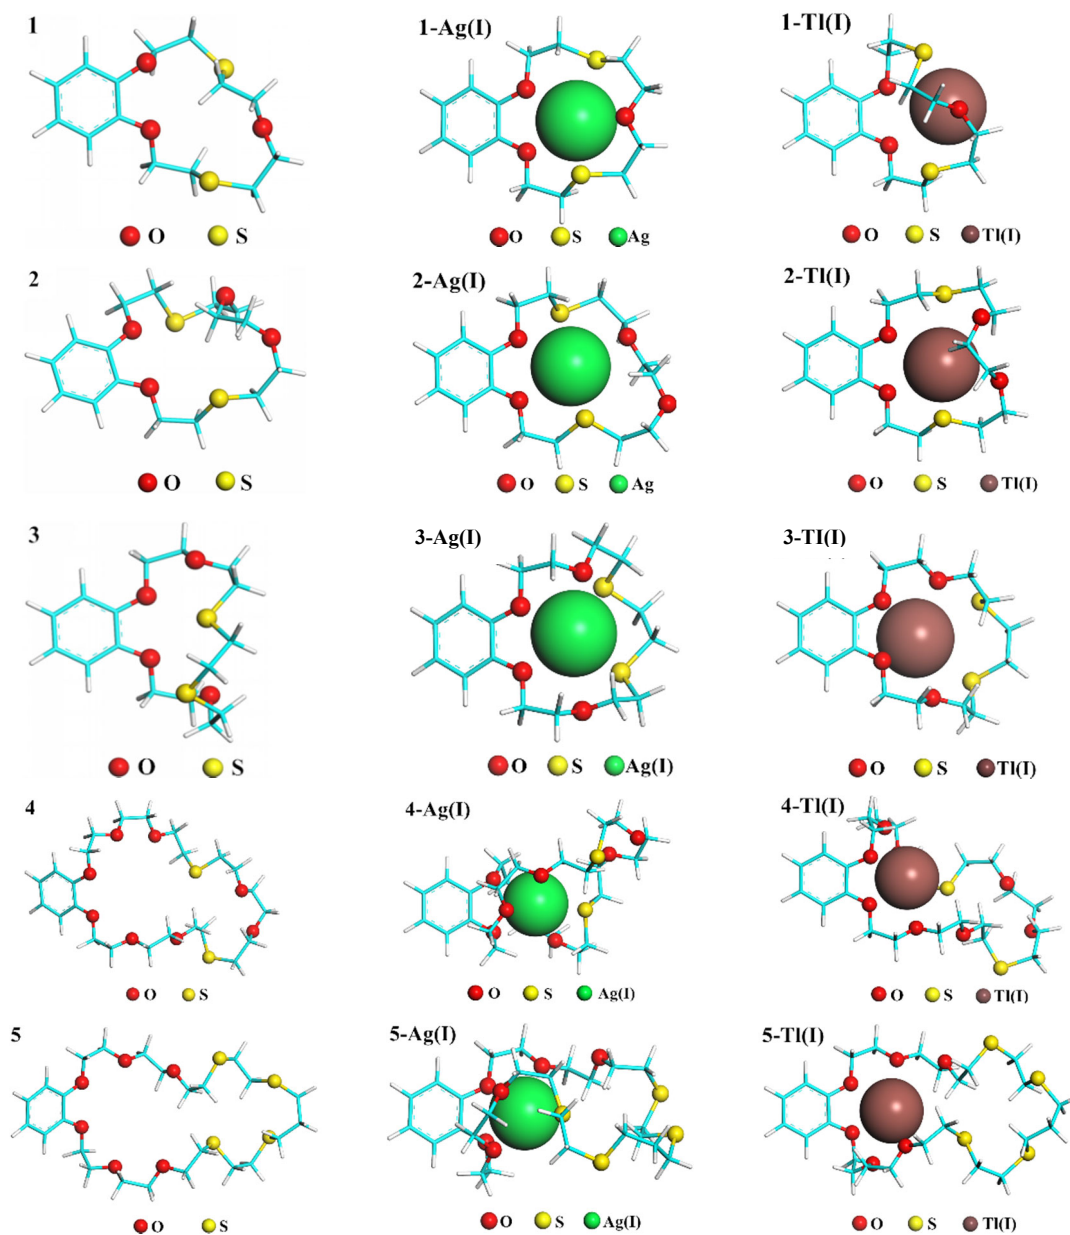 1 1-Ag(I) 1-Tl(I)
O S O S Ag O S Tl(I)
2 2-Ag(I) 2-Tl(I)
O S O S Ag O S Tl(I)
3 3-Ag(I) 3-Tl(I)
O S O S Ag(I) O S Tl(I)
4 4-Ag(I) 4-Tl(I)
O S O S Ag(I) O S Tl(I)
5 5-Ag(I) 5-Tl(I)
O S O S Ag(I) O S Tl(I)